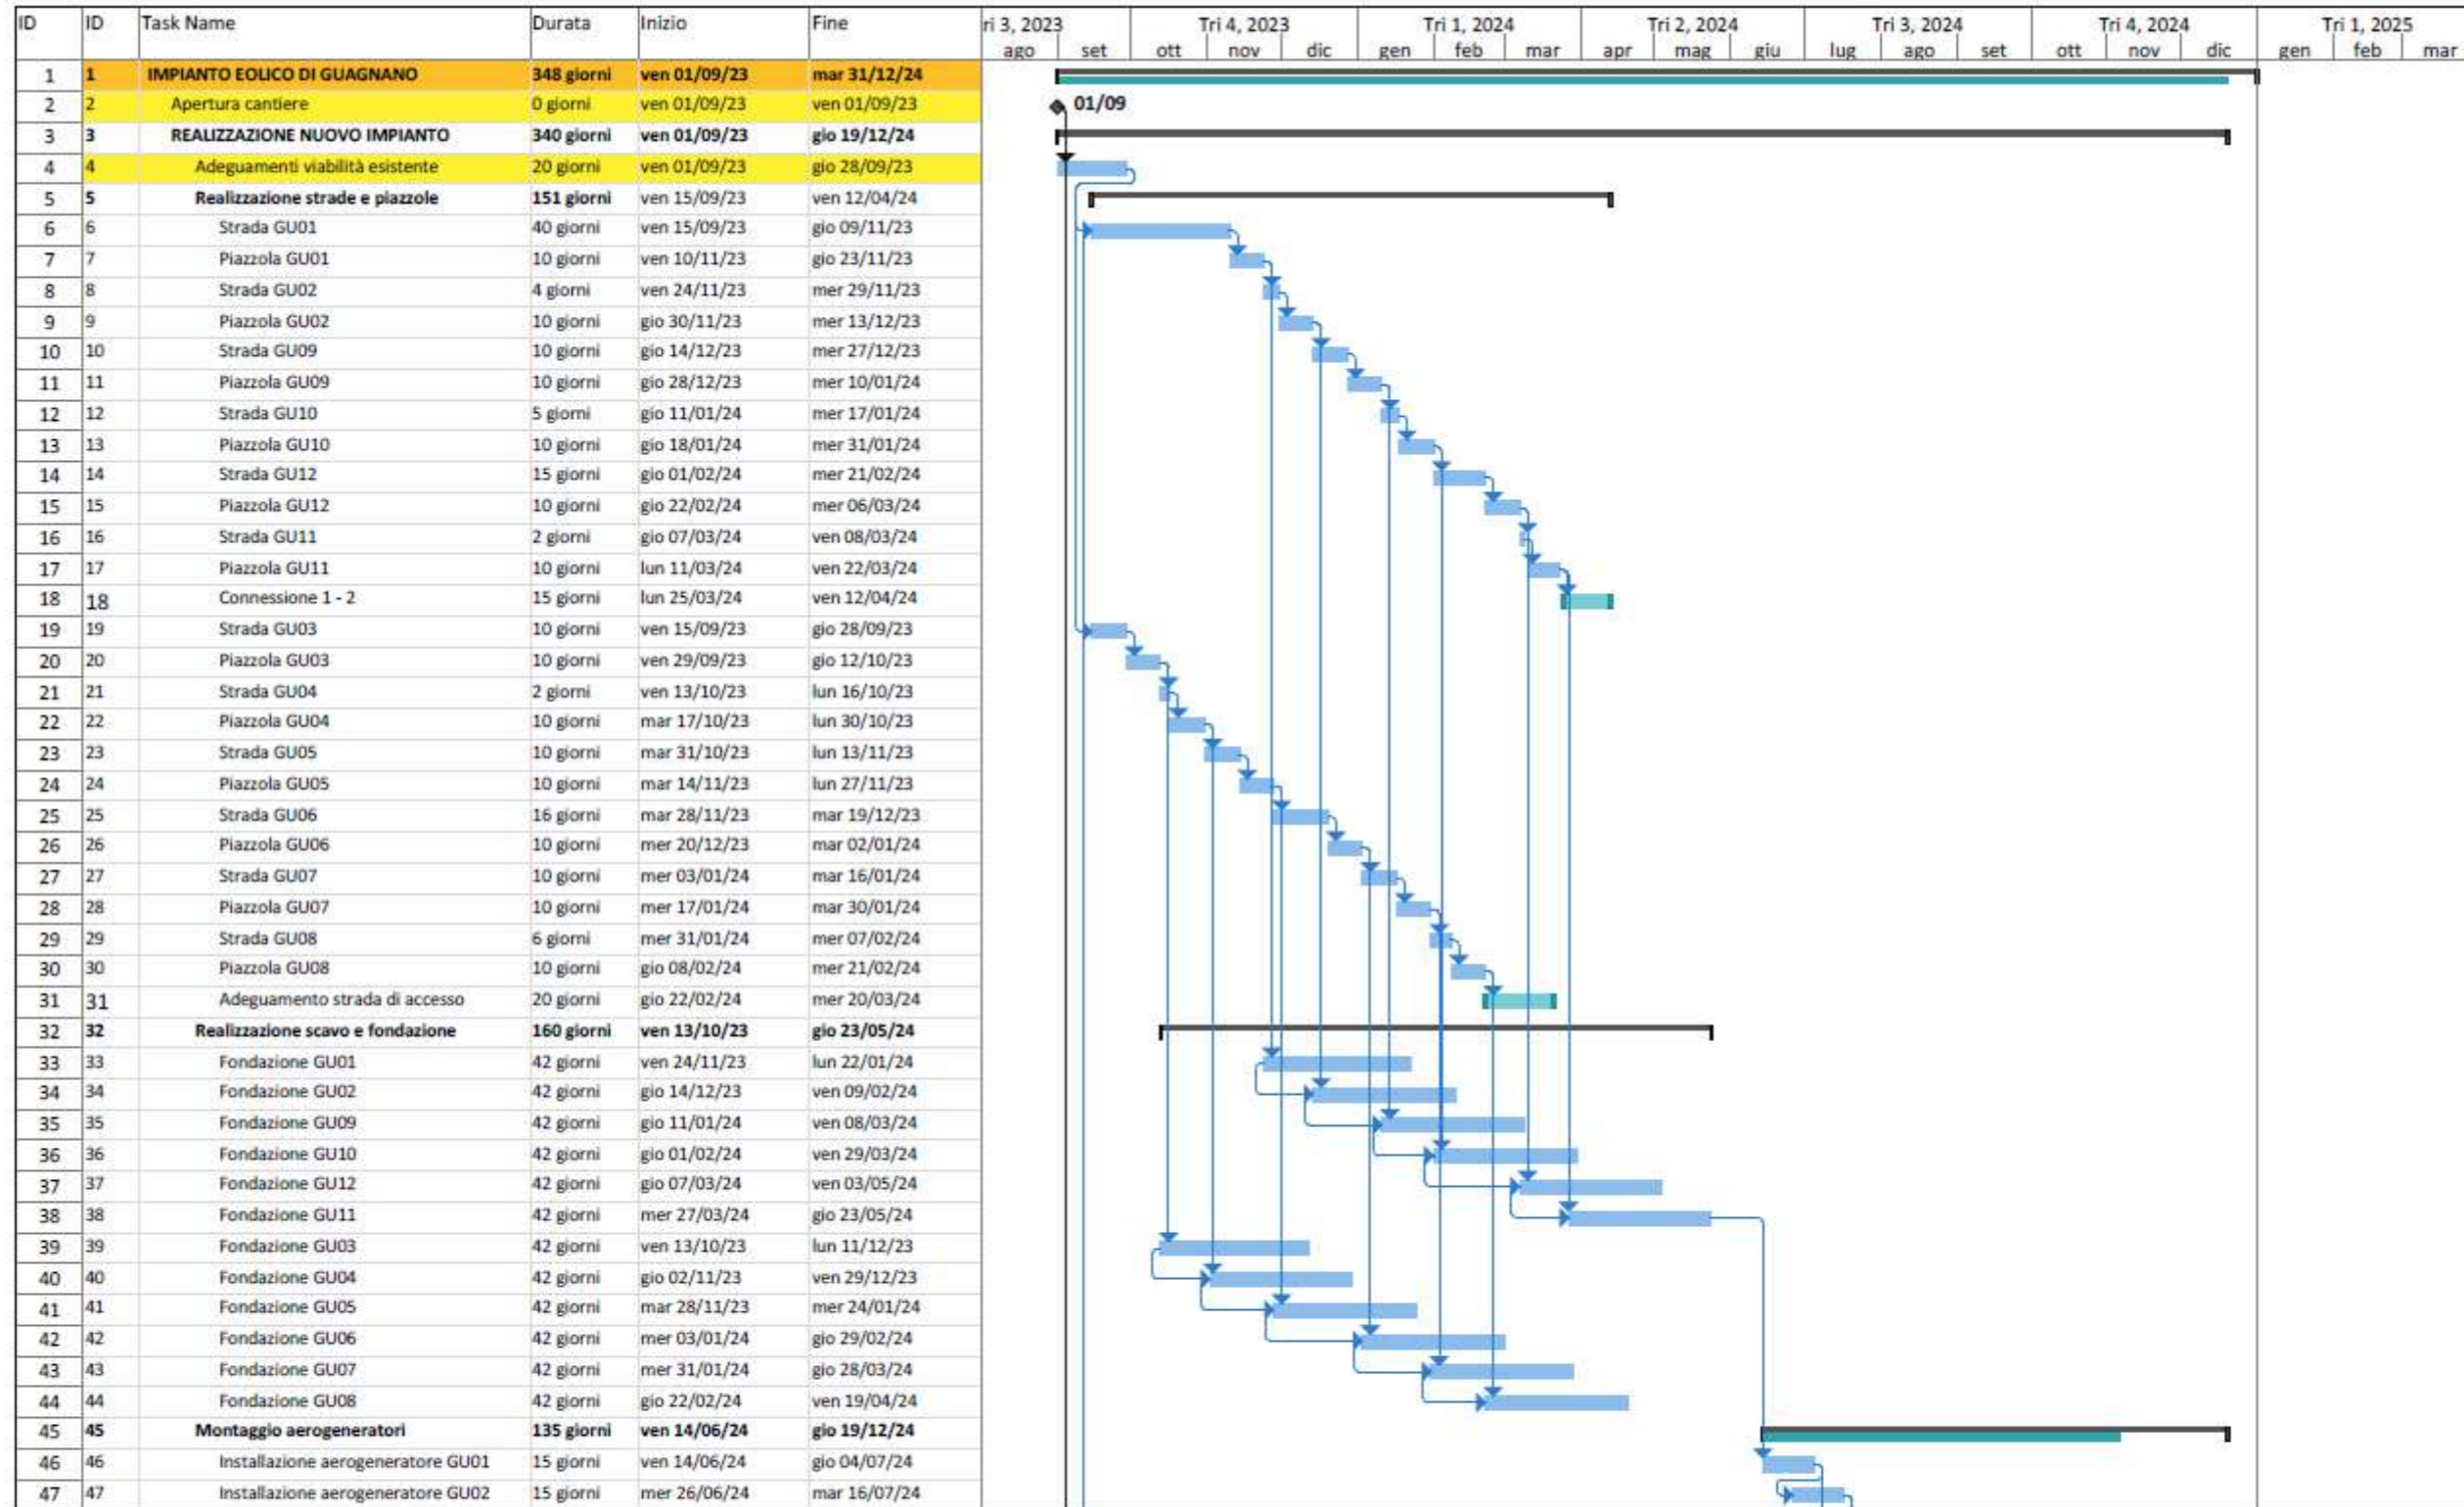 ID ID Task Name Durata Inizio Fine ri 3, 2023 Tri 4, 2023 Tri 1, 2024 Tri 2, 2024 Tri 3, 2024 Tri 4, 2024 Tri 1, 2025
ago set ott nov dic gen feb mar apr mag giu lug ago set ott nov dic gen feb mar
1 1 IMPIANTO EOLICO DI GUAGNANO 348 giorni ven 01/09/23 mar 31/12/24
2 2 Apertura cantiere 0 giorni ven 01/09/23 ven 01/09/23 01/09
3 3 REALIZZAZIONE NUOVO IMPIANTO 340 giorni ven 01/09/23 gio 19/12/24
4 4 Adeguamenti viabilità esistente 20 giorni ven 01/09/23 gio 28/09/23
5 5 Realizzazione strade e piazzole 151 giorni ven 15/09/23 ven 12/04/24
6 6 Strada GU01 40 giorni ven 15/09/23 gio 09/11/23
7 7 Piazzola GU01 10 giorni ven 10/11/23 gio 23/11/23
8 8 Strada GU02 4 giorni ven 24/11/23 mer 29/11/23
9 9 Piazzola GU02 10 giorni gio 30/11/23 mer 13/12/23
10 10 Strada GU09 10 giorni gio 14/12/23 mer 27/12/23
11 11 Piazzola GU09 10 giorni gio 28/12/23 mer 10/01/24
12 12 Strada GU10 5 giorni gio 11/01/24 mer 17/01/24
13 13 Piazzola GU10 10 giorni gio 18/01/24 mer 31/01/24
14 14 Strada GU12 15 giorni gio 01/02/24 mer 21/02/24
15 15 Piazzola GU12 10 giorni gio 22/02/24 mer 06/03/24
16 16 Strada GU11 2 giorni gio 07/03/24 ven 08/03/24
17 17 Piazzola GU11 10 giorni lun 11/03/24 ven 22/03/24
18 18 Connessione 1 - 2 15 giorni lun 25/03/24 ven 12/04/24
19 19 Strada GU03 10 giorni ven 15/09/23 gio 28/09/23
20 20 Piazzola GU03 10 giorni ven 29/09/23 gio 12/10/23
21 21 Strada GU04 2 giorni ven 13/10/23 lun 16/10/23
22 22 Piazzola GU04 10 giorni mar 17/10/23 lun 30/10/23
23 23 Strada GU05 10 giorni mar 31/10/23 lun 13/11/23
24 24 Piazzola GU05 10 giorni mar 14/11/23 lun 27/11/23
25 25 Strada GU06 16 giorni mar 28/11/23 mar 19/12/23
26 26 Piazzola GU06 10 giorni mer 20/12/23 mar 02/01/24
27 27 Strada GU07 10 giorni mer 03/01/24 mar 16/01/24
28 28 Piazzola GU07 10 giorni mer 17/01/24 mar 30/01/24
29 29 Strada GU08 6 giorni mer 31/01/24 mer 07/02/24
30 30 Piazzola GU08 10 giorni gio 08/02/24 mer 21/02/24
31 31 Adeguamento strada di accesso 20 giorni gio 22/02/24 mer 20/03/24
32 32 Realizzazione scavo e fondazione 160 giorni ven 13/10/23 gio 23/05/24
33 33 Fondazione GU01 42 giorni ven 24/11/23 lun 22/01/24
34 34 Fondazione GU02 42 giorni gio 14/12/23 ven 09/02/24
35 35 Fondazione GU09 42 giorni gio 11/01/24 ven 08/03/24
36 36 Fondazione GU10 42 giorni gio 01/02/24 ven 29/03/24
37 37 Fondazione GU12 42 giorni gio 07/03/24 ven 03/05/24
38 38 Fondazione GU11 42 giorni mer 27/03/24 gio 23/05/24
39 39 Fondazione GU03 42 giorni ven 13/10/23 lun 11/12/23
40 40 Fondazione GU04 42 giorni gio 02/11/23 ven 29/12/23
41 41 Fondazione GU05 42 giorni mar 28/11/23 mer 24/01/24
42 42 Fondazione GU06 42 giorni mer 03/01/24 gio 29/02/24
43 43 Fondazione GU07 42 giorni mer 31/01/24 gio 28/03/24
44 44 Fondazione GU08 42 giorni gio 22/02/24 ven 19/04/24
45 45 Montaggio aerogeneratori 135 giorni ven 14/06/24 gio 19/12/24
46 46 Installazione aerogeneratore GU01 15 giorni ven 14/06/24 gio 04/07/24
47 47 Installazione aerogeneratore GU02 15 giorni mer 26/06/24 mar 16/07/24